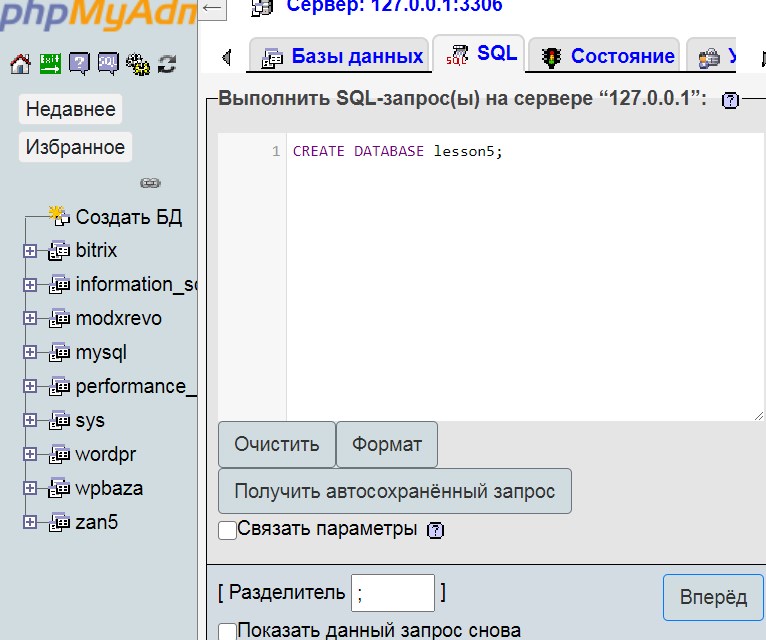 phpMyAdm
Сервер: 127.0.0.1:3306
Базы данных
SQL
Состояние
Недавнее
Избранное
Создать БД
bitrix
information_sc
modxrevo
mysql
performance_
sys
wordpr
wpbaza
zan5
Выполнить SQL-запрос(ы) на сервере “127.0.0.1”:
1 CREATE DATABASE lesson5;
Очистить
Формат
Получить автосохранённый запрос
Связать параметры
[ Разделитель ; ]
Вперёд
Показать данный запрос снова